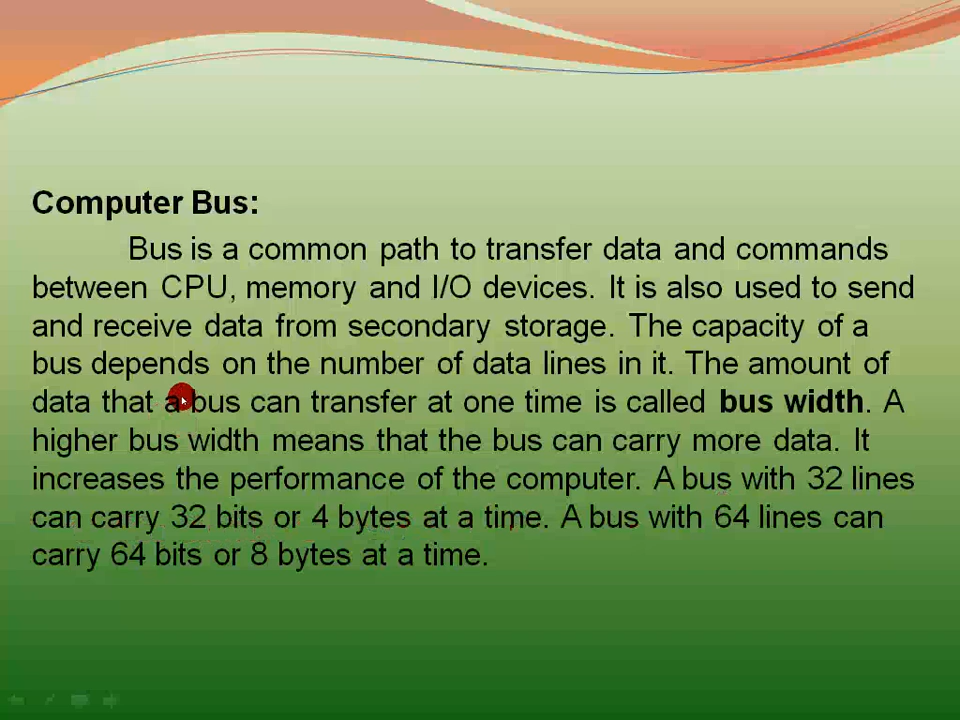 Computer Bus:
Bus is a common path to transfer data and commands
between CPU, memory and I/O devices. It is also used to send
and receive data from secondary storage. The capacity of a
bus depends on the number of data lines in it. The amount of
data that a bus can transfer at one time is called bus width. A
higher bus width means that the bus can carry more data. It
increases the performance of the computer. A bus with 32 lines
can carry 32 bits or 4 bytes at a time. A bus with 64 lines can
carry 64 bits or 8 bytes at a time.